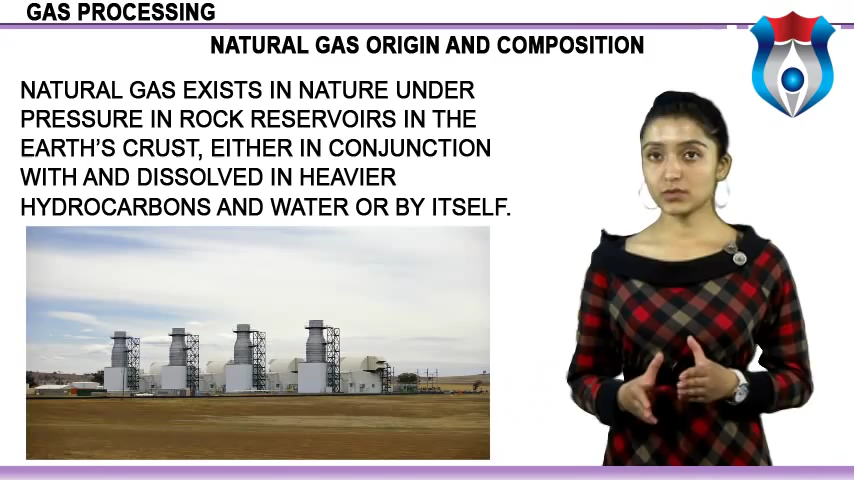 GAS PROCESSING
NATURAL GAS ORIGIN AND COMPOSITION
NATURAL GAS EXISTS IN NATURE UNDER
PRESSURE IN ROCK RESERVOIRS IN THE
EARTH'S CRUST, EITHER IN CONJUNCTION
WITH AND DISSOLVED IN HEAVIER
HYDROCARBONS AND WATER OR BY ITSELF.